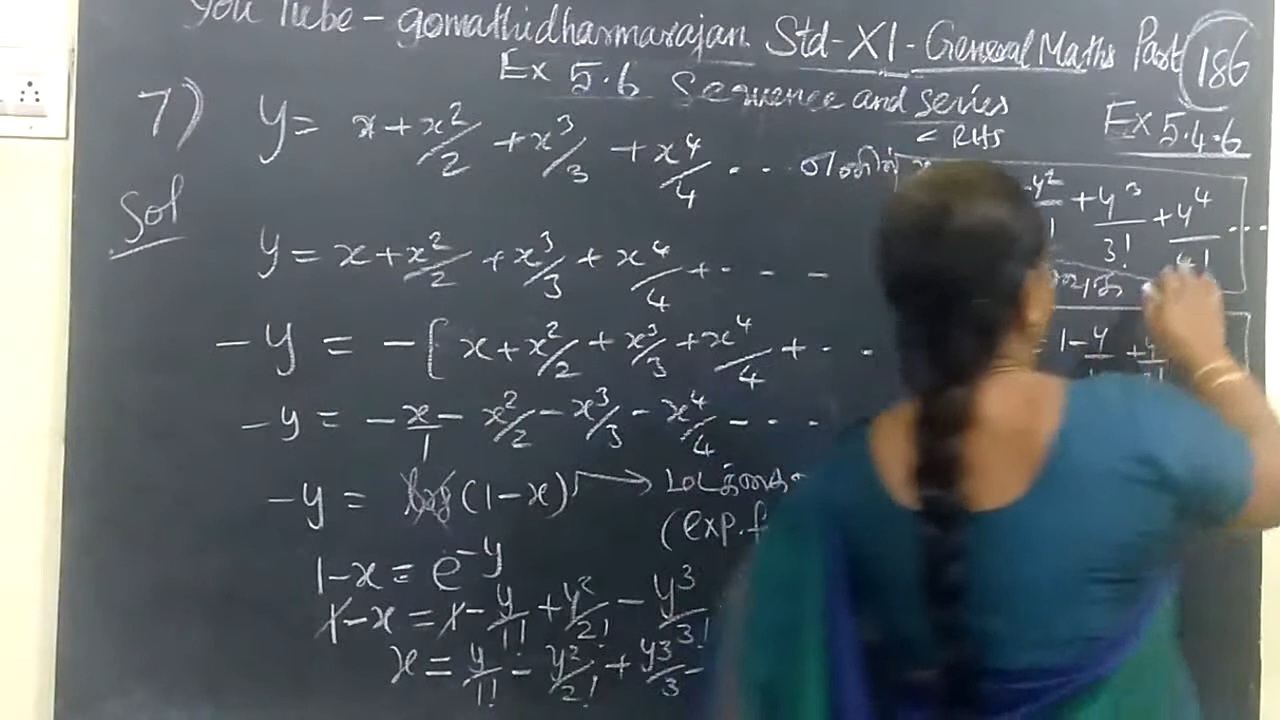 You Tube - gomathidharmarajan Std - XI - General Maths Part 186
Ex 5.6 Sequence and series
< RHS
Ex 5.4.6
7) y = x + x²/2 + x³/3 + x⁴/4 ... எனில்
y² + y³/3! + y⁴/4! ...
Sol
y = x + x²/2 + x³/3 + x⁴/4 + - - -
-y = -[x + x²/2 + x³/3 + x⁴/4 + - -
= 1 - y
-y = -x/1 - x²/2 - x³/3 - x⁴/4 - - - -
-y = log(1-x) →
(exp.f
1-x = e^-y
1-x = 1 - y/1! + y²/2! - y³/3!
x = y/1! - y²/2! + y³/3 -